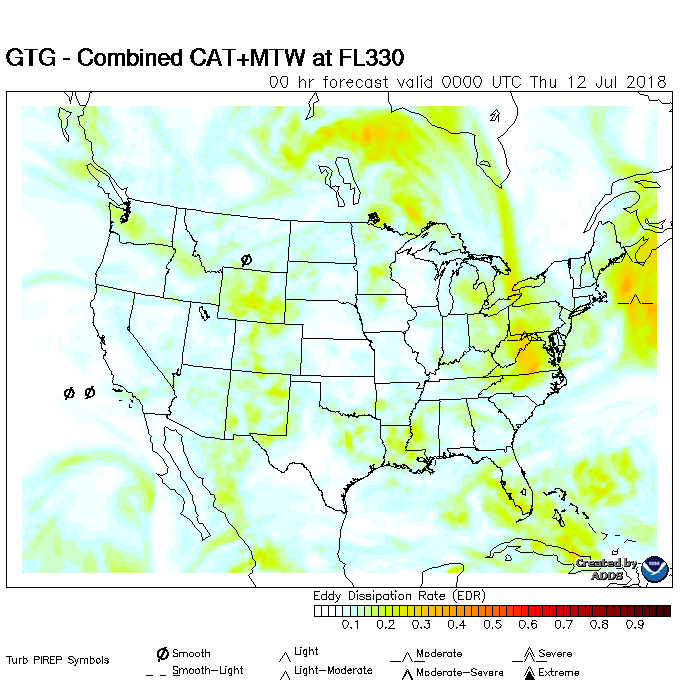 GTG - Combined CAT+MTW at FL330
00 hr forecast valid 0000 UTC Thu 12 Jul 2018
Created by
ADDS
Eddy Dissipation Rate (EDR)
0.1 0.2 0.3 0.4 0.5 0.6 0.7 0.8 0.9
Turb PIREP Symbols
Smooth Light Moderate Severe
Smooth-Light Light-Moderate Moderate-Severe Extreme